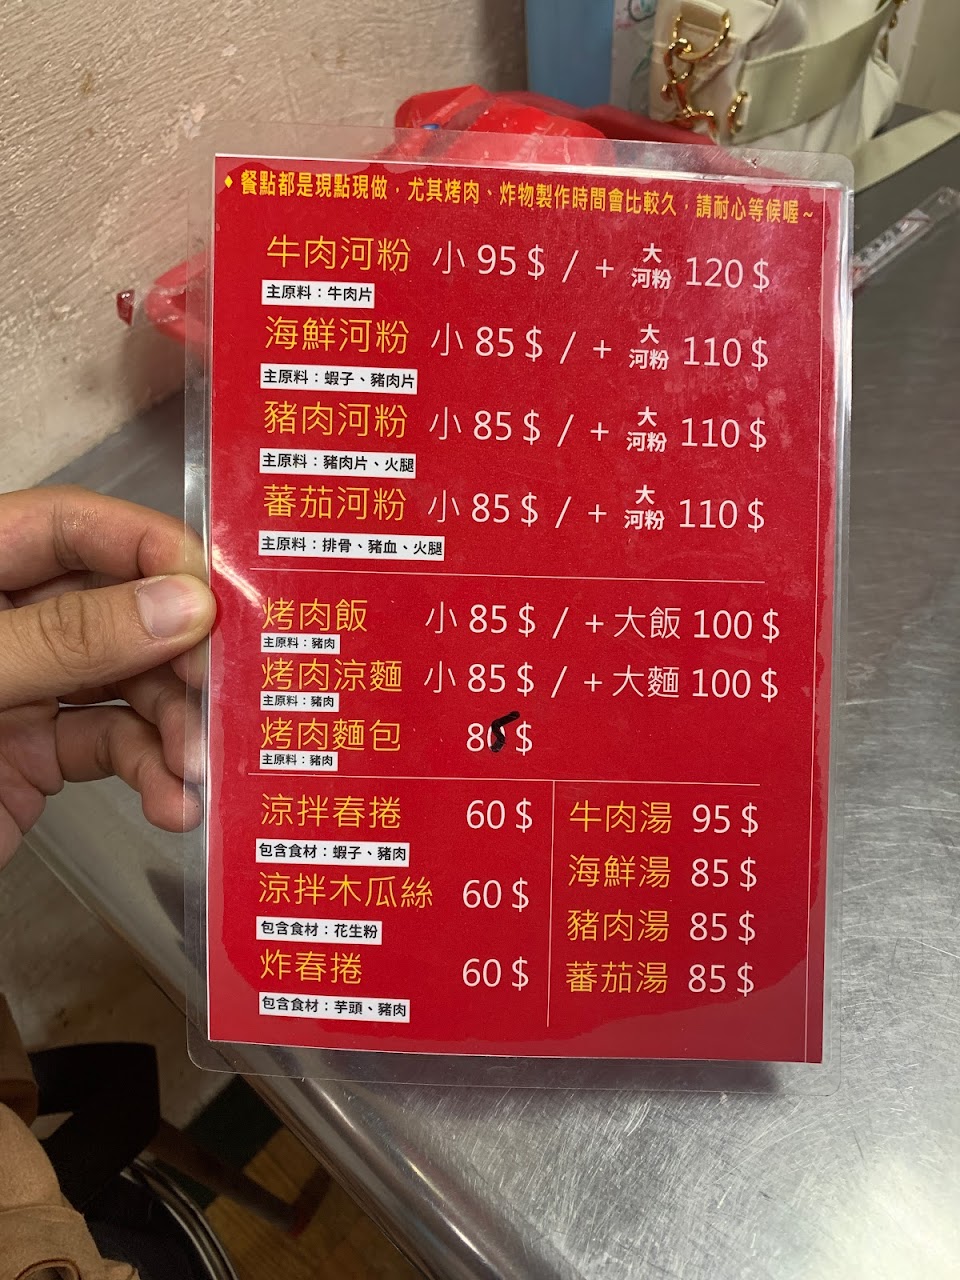 餐點都是現點現做，尤其烤肉、炸物製作時間會比較久，請耐心等候喔~
牛肉河粉 小 95 $ / + 大河粉 120 $
主原料：牛肉片
海鮮河粉 小 85 $ / + 大河粉 110 $
主原料：蝦子、豬肉片
豬肉河粉 小 85 $ / + 大河粉 110 $
主原料：豬肉片、火腿
蕃茄河粉 小 85 $ / + 大河粉 110 $
主原料：排骨、豬血、火腿
烤肉飯 小 85 $ / + 大飯 100 $
主原料：豬肉
烤肉涼麵 小 85 $ / + 大麵 100 $
主原料：豬肉
烤肉麵包 85 $
主原料：豬肉
涼拌春捲 60 $
包含食材：蝦子、豬肉
涼拌木瓜絲 60 $
包含食材：花生粉
炸春捲 60 $
包含食材：芋頭、豬肉
牛肉湯 95 $
海鮮湯 85 $
豬肉湯 85 $
蕃茄湯 85 $